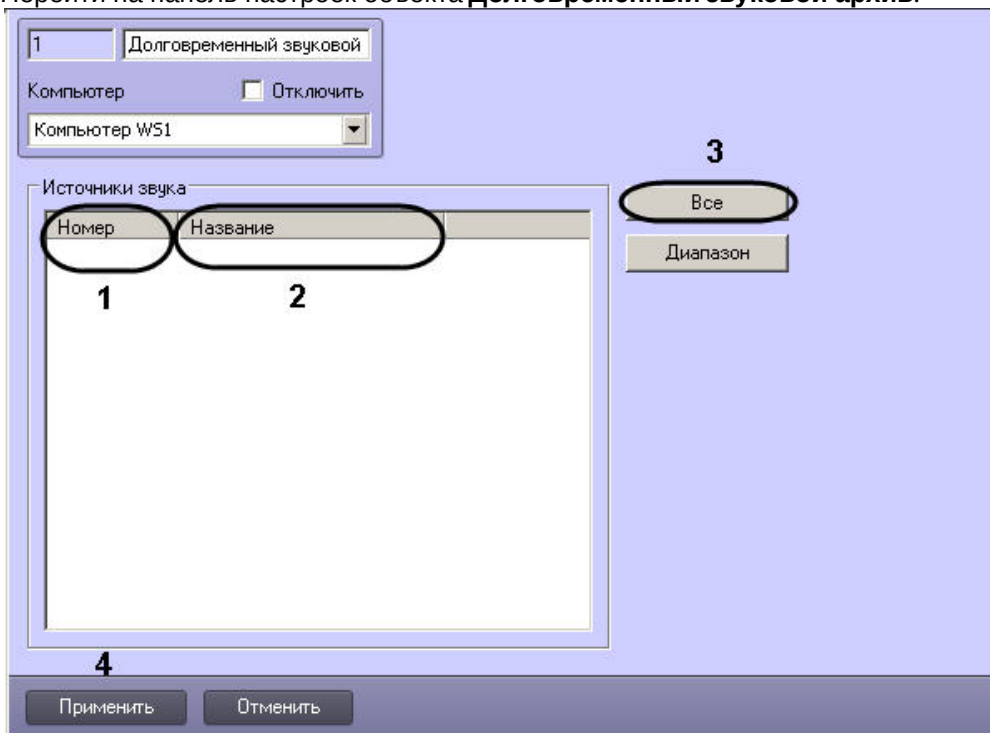 Перейти на панель настроек объекта Долговременный звуковой архив.
1 Долговременный звуковой
Компьютер Отключить
Компьютер WS1
3
Источники звука
Все
Номер Название
Диапазон
1 2
4
Применить Отменить